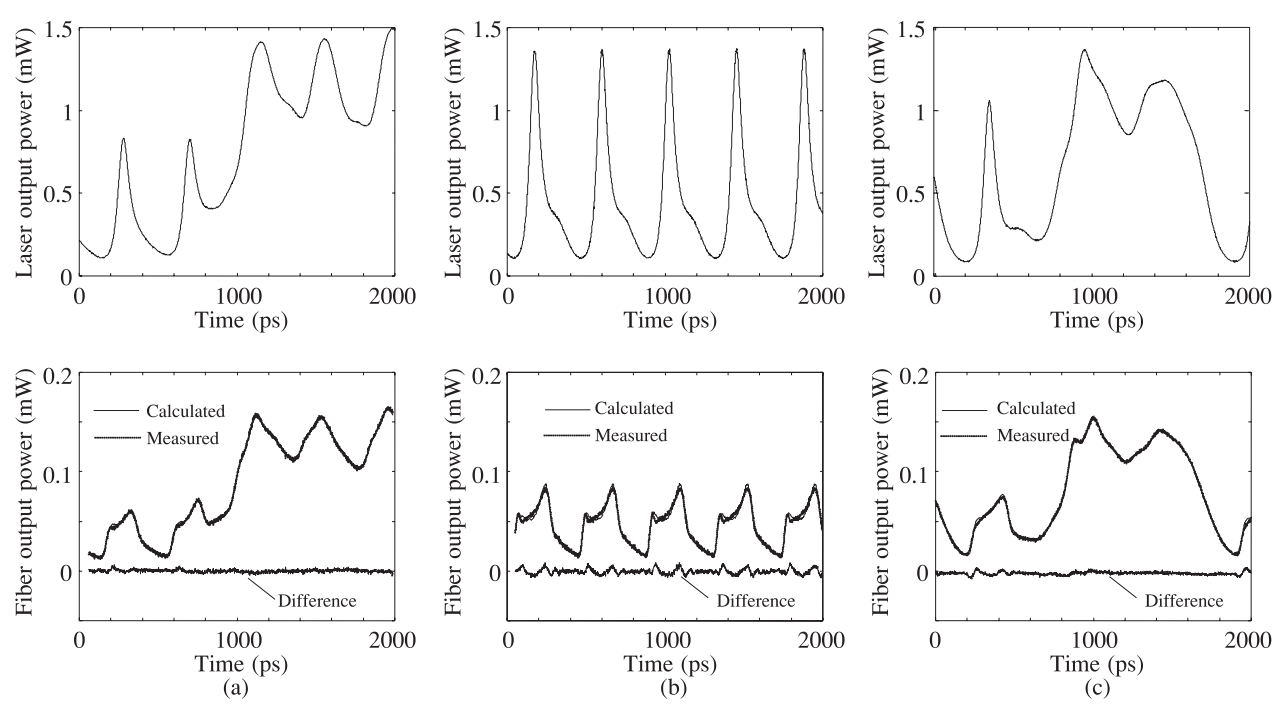 Laser output power (mW)
1.5
1
0.5
0
0
1000
2000
Time (ps)
Laser output power (mW)
1.5
1
0.5
0
0
1000
2000
Time (ps)
Laser output power (mW)
1.5
1
0.5
0
0
1000
2000
Time (ps)
Fiber output power (mW)
0.2
0.1
0
Calculated
Measured
Difference
0
1000
2000
Time (ps)
(a)
Fiber output power (mW)
0.2
0.1
0
Calculated
Measured
Difference
0
1000
2000
Time (ps)
(b)
Fiber output power (mW)
0.2
0.1
0
Calculated
Measured
Difference
0
1000
2000
Time (ps)
(c)